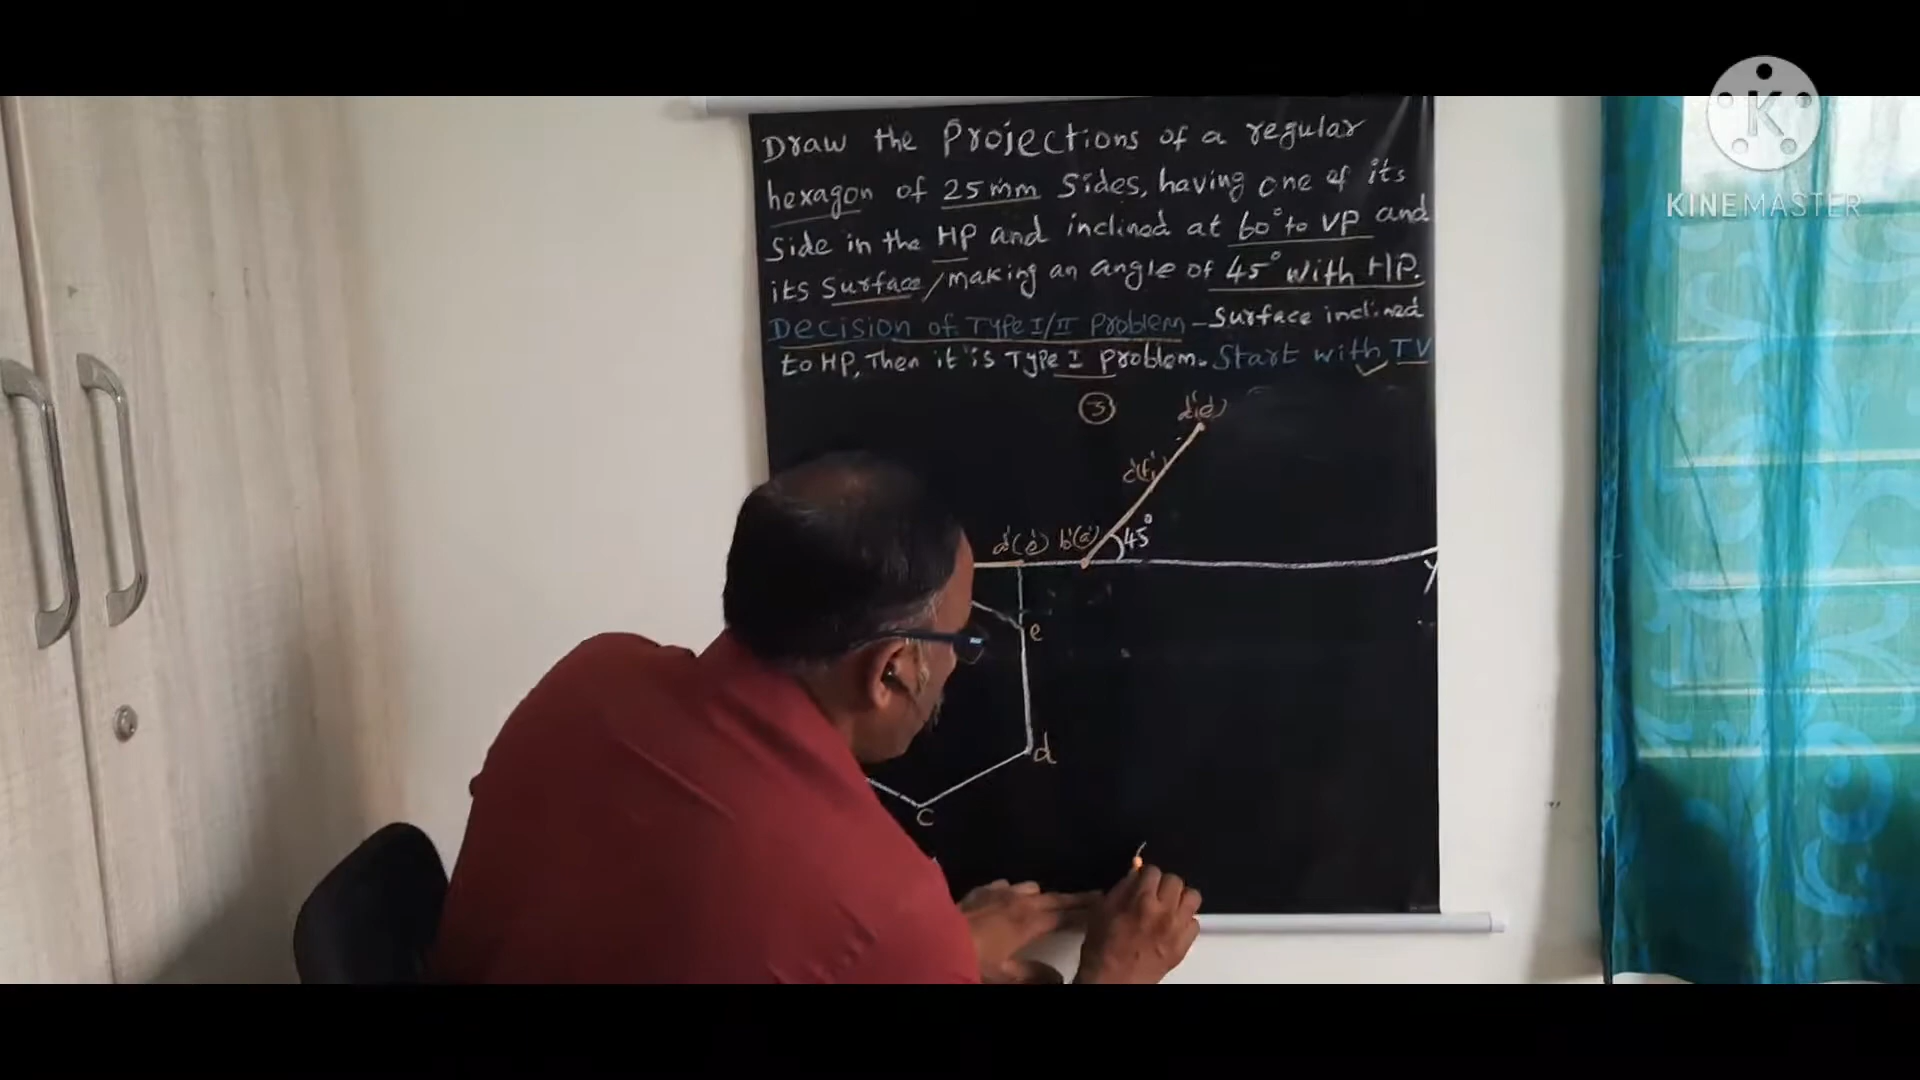 Draw the Projections of a regular
hexagon of 25mm Sides, having one of its
Side in the HP and inclined at 60° to VP and
its Surface/making an angle of 45° with HP.
Decision of Type I/II Problem - Surface inclined
to HP, Then it is Type I problem. Start with TV
3
d'(e')
c'(f')
d'(e') b'(a') 45°
y
e
d
c
K
KINEMASTER